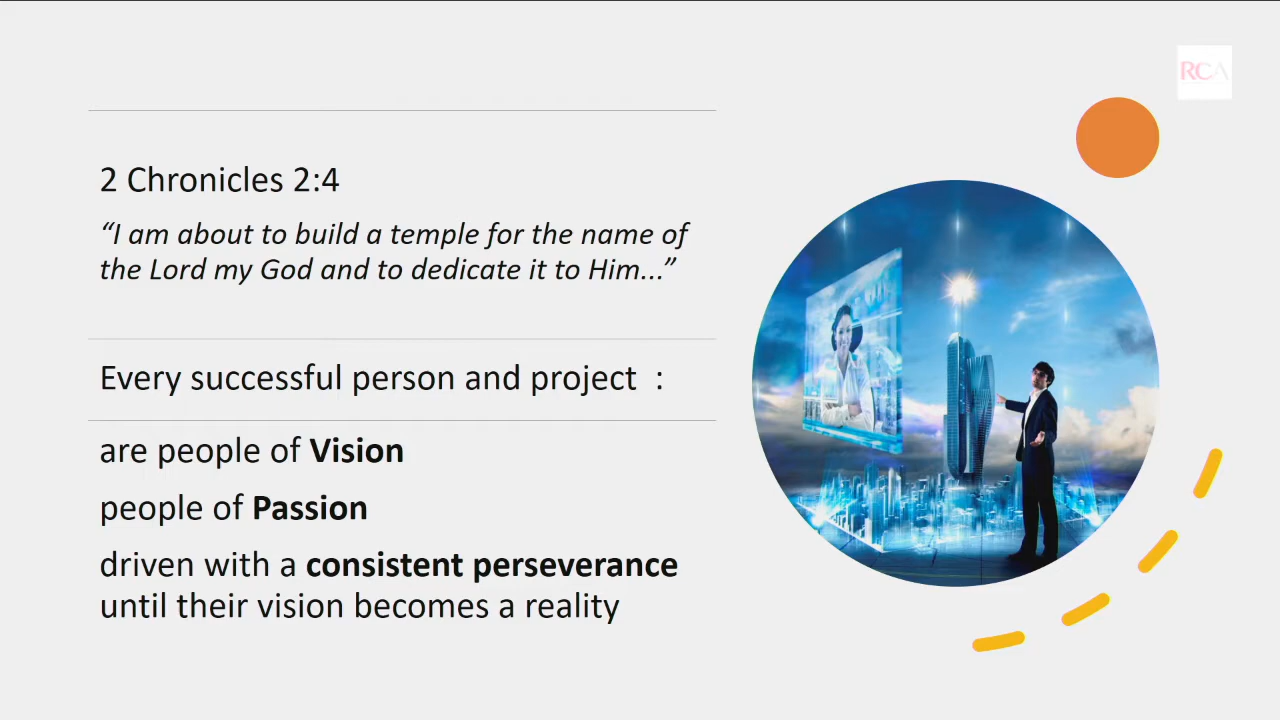 RCA
2 Chronicles 2:4
“I am about to build a temple for the name of
the Lord my God and to dedicate it to Him...”
Every successful person and project  :
are people of Vision
people of Passion
driven with a consistent perseverance
until their vision becomes a reality